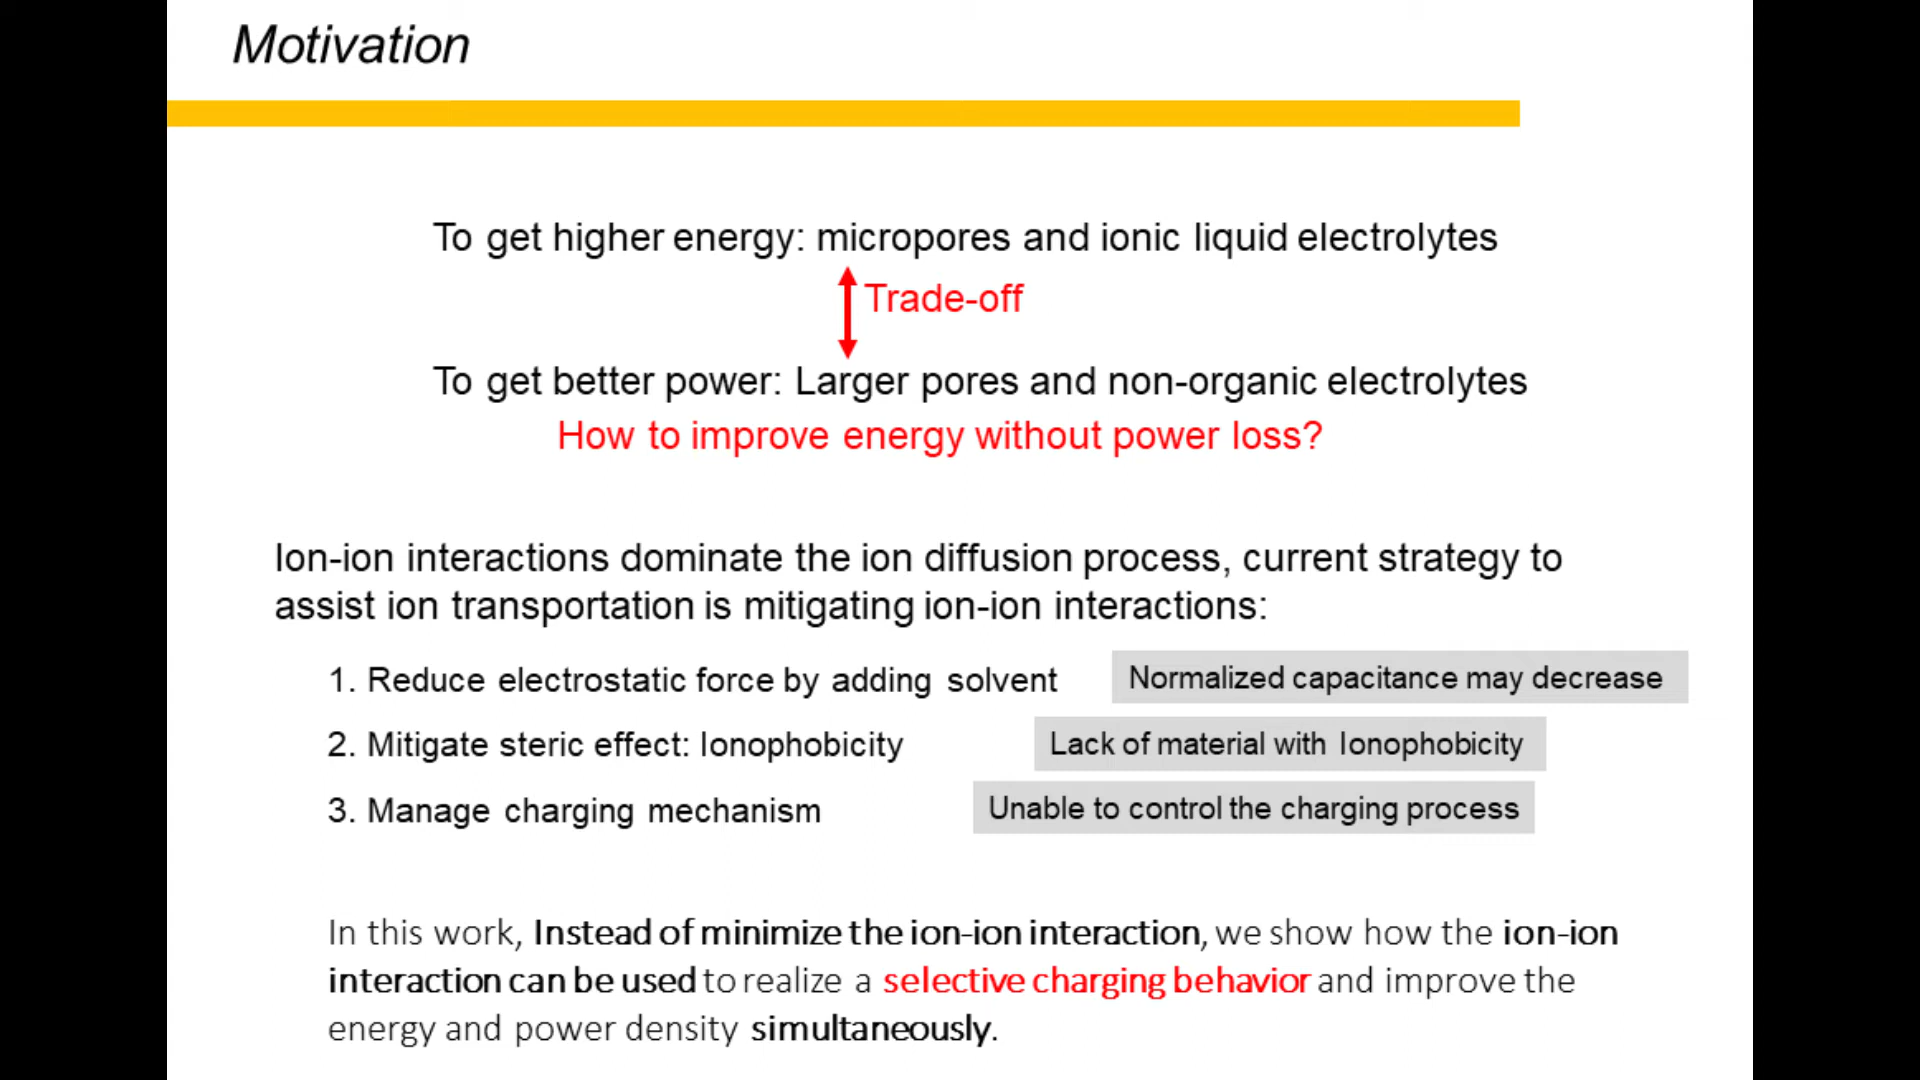 Motivation
To get higher energy: micropores and ionic liquid electrolytes
Trade-off
To get better power: Larger pores and non-organic electrolytes
How to improve energy without power loss?
Ion-ion interactions dominate the ion diffusion process, current strategy to
assist ion transportation is mitigating ion-ion interactions:
1. Reduce electrostatic force by adding solvent
Normalized capacitance may decrease
2. Mitigate steric effect: Ionophobicity
Lack of material with Ionophobicity
3. Manage charging mechanism
Unable to control the charging process
In this work, Instead of minimize the ion-ion interaction, we show how the ion-ion
interaction can be used to realize a selective charging behavior and improve the
energy and power density simultaneously.